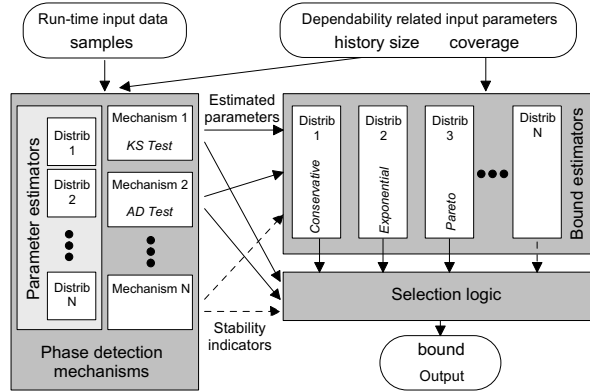 Run-time input data
samples
Dependability related input parameters
history size coverage
Parameter estimators
Distrib
1
Distrib
2
Distrib
N
Mechanism 1
KS Test
Mechanism 2
AD Test
Mechanism N
Phase detection
mechanisms
Estimated
parameters
Stability
indicators
Distrib
1
Conservative
Distrib
2
Exponential
Distrib
3
Pareto
Distrib
N
Bound estimators
Selection logic
bound
Output